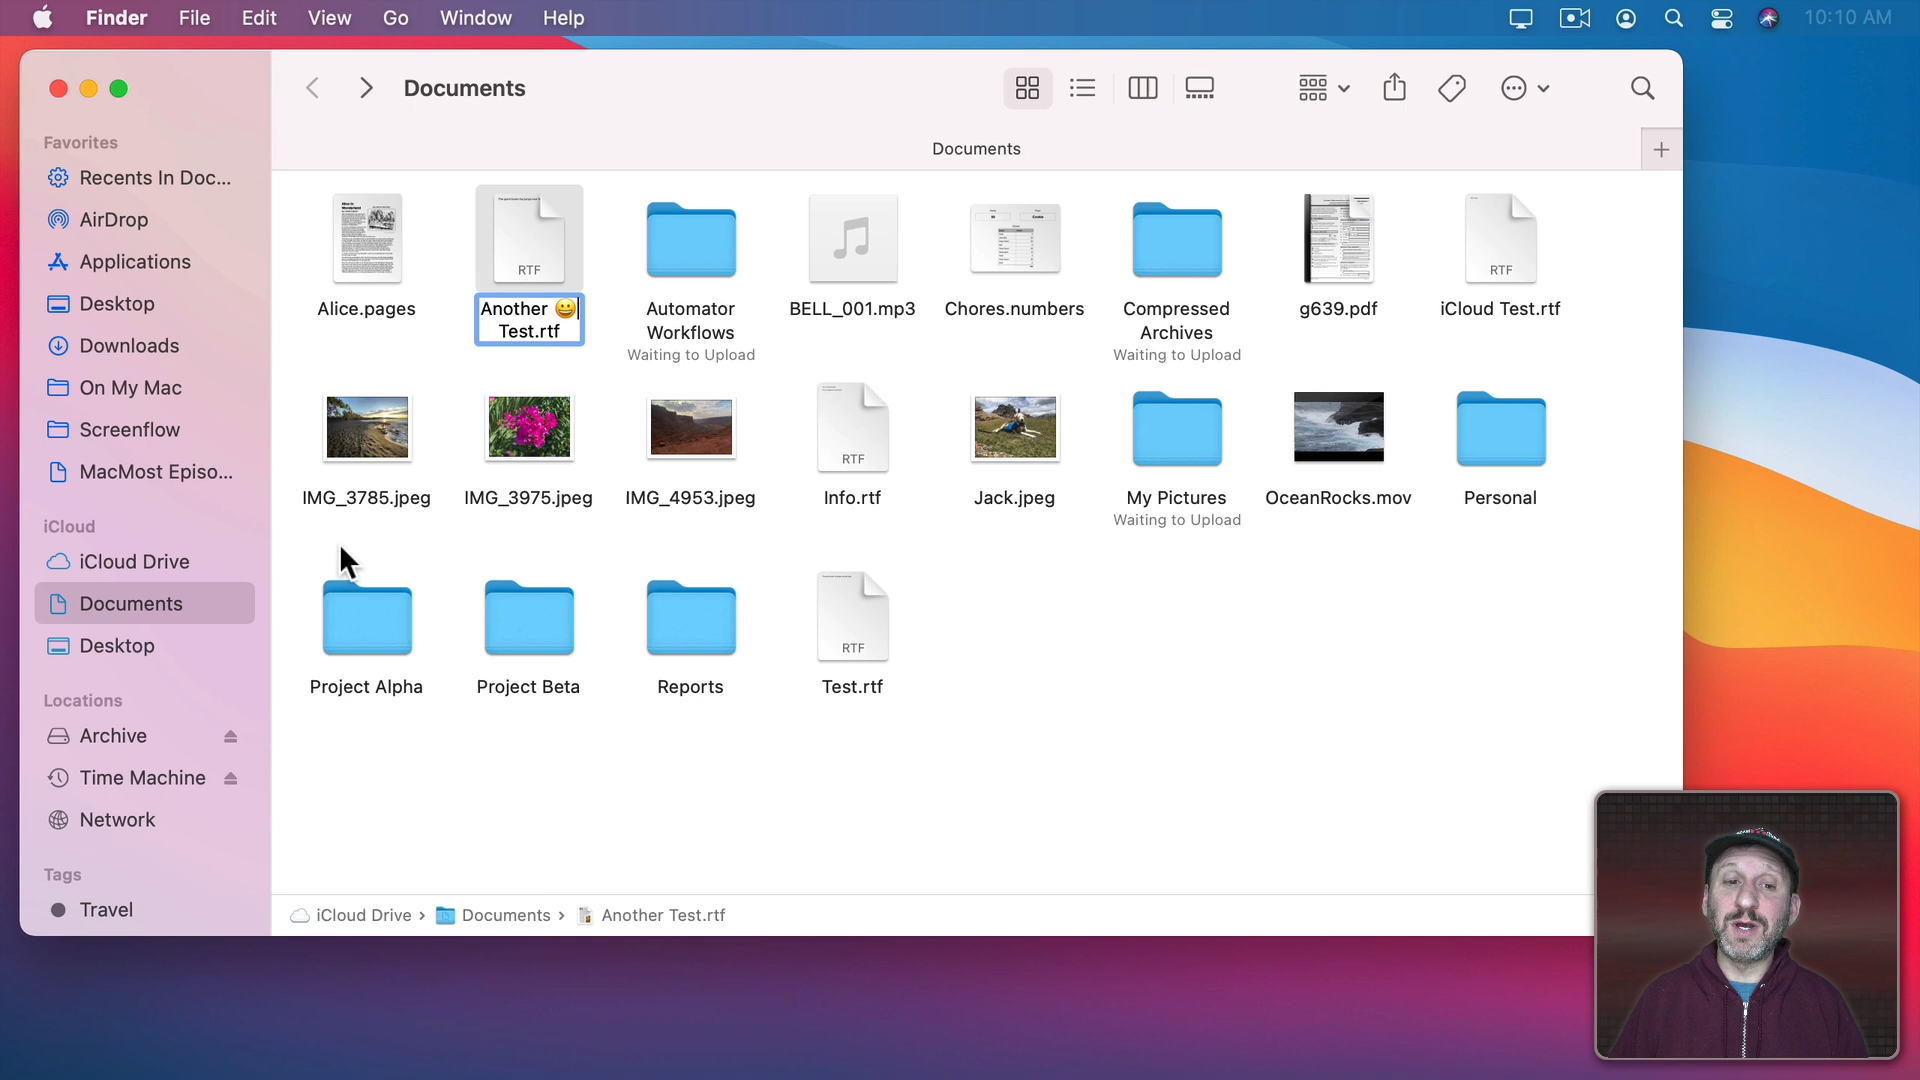 Finder File Edit View Go Window Help 10:10 AM
Documents
Documents
Favorites
Recents In Doc...
AirDrop
Applications
Desktop
Downloads
On My Mac
Screenflow
MacMost Episo...
iCloud
iCloud Drive
Documents
Desktop
Locations
Archive
Time Machine
Network
Tags
Travel
RTF
RTF
Alice.pages
Another 😀
Test.rtf
Automator
Workflows
Waiting to Upload
BELL_001.mp3
Chores.numbers
Compressed
Archives
Waiting to Upload
g639.pdf
iCloud Test.rtf
RTF
IMG_3785.jpeg
IMG_3975.jpeg
IMG_4953.jpeg
Info.rtf
Jack.jpeg
My Pictures
Waiting to Upload
OceanRocks.mov
Personal
RTF
Project Alpha
Project Beta
Reports
Test.rtf
iCloud Drive › Documents › Another Test.rtf